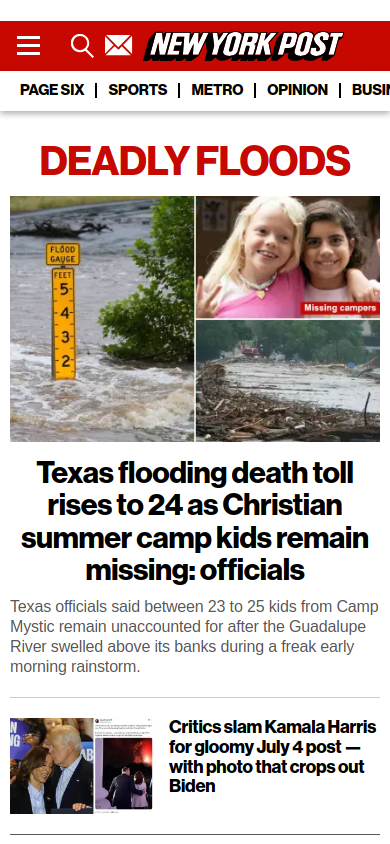 NEW YORK POST
PAGE SIX
SPORTS
METRO
OPINION
BUSIN
DEADLY FLOODS
FLOOD
GAUGE
FEET
5
4
3
2
Missing campers
Texas flooding death toll
rises to 24 as Christian
summer camp kids remain
missing: officials
Texas officials said between 23 to 25 kids from Camp
Mystic remain unaccounted for after the Guadalupe
River swelled above its banks during a freak early
morning rainstorm.
Critics slam Kamala Harris
for gloomy July 4 post —
with photo that crops out
Biden